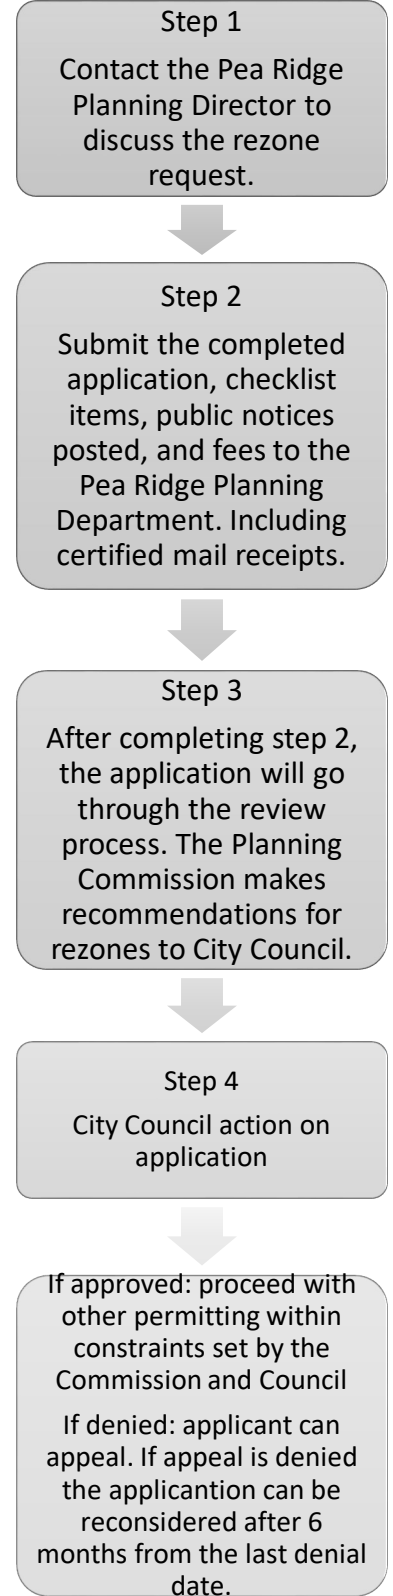 Step 1
Contact the Pea Ridge
Planning Director to
discuss the rezone
request.
Step 2
Submit the completed
application, checklist
items, public notices
posted, and fees to the
Pea Ridge Planning
Department. Including
certified mail receipts.
Step 3
After completing step 2,
the application will go
through the review
process. The Planning
Commission makes
recommendations for
rezones to City Council.
Step 4
City Council action on
application
If approved: proceed with
other permitting within
constraints set by the
Commission and Council
If denied: applicant can
appeal. If appeal is denied
the applicantion can be
reconsidered after 6
months from the last denial
date.